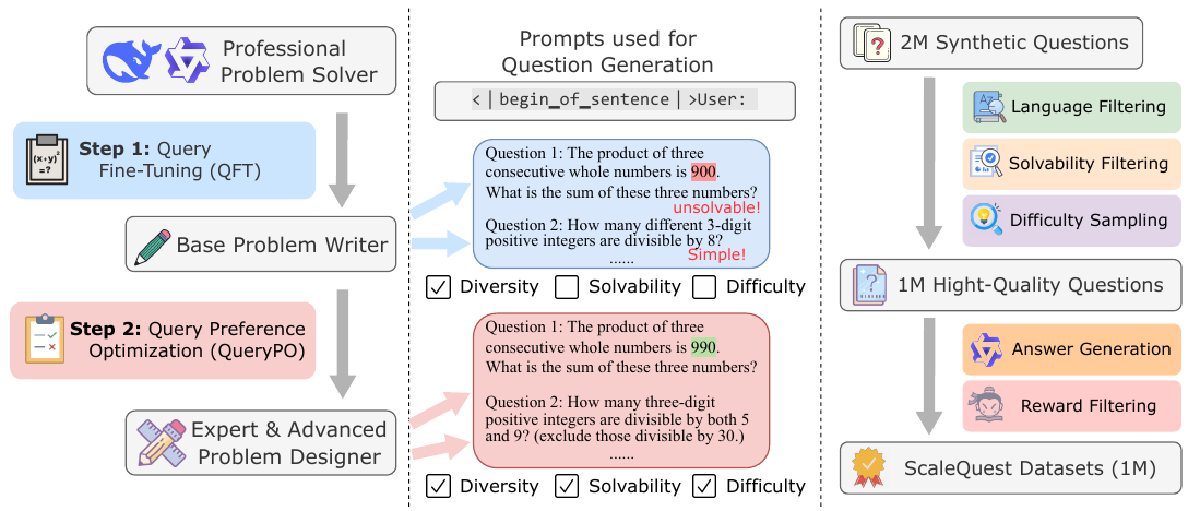 Professional
Problem Solver
Step 1: Query
Fine-Tuning (QFT)
(x+y)²
=?
Base Problem Writer
Step 2: Query Preference
Optimization (QueryPO)
Expert & Advanced
Problem Designer
Prompts used for
Question Generation
<|begin_of_sentence|>User:
Question 1: The product of three
consecutive whole numbers is 900.
What is the sum of these three numbers?
unsolvable!
Question 2: How many different 3-digit
positive integers are divisible by 8?
Simple!
......
Diversity Solvability Difficulty
Question 1: The product of three
consecutive whole numbers is 990.
What is the sum of these three numbers?
Question 2: How many three-digit
positive integers are divisible by both 5
and 9? (exclude those divisible by 30.)
......
Diversity Solvability Difficulty
? 2M Synthetic Questions
Language Filtering
Solvability Filtering
Difficulty Sampling
? 1M Hight-Quality Questions
Answer Generation
Reward Filtering
ScaleQuest Datasets (1M)